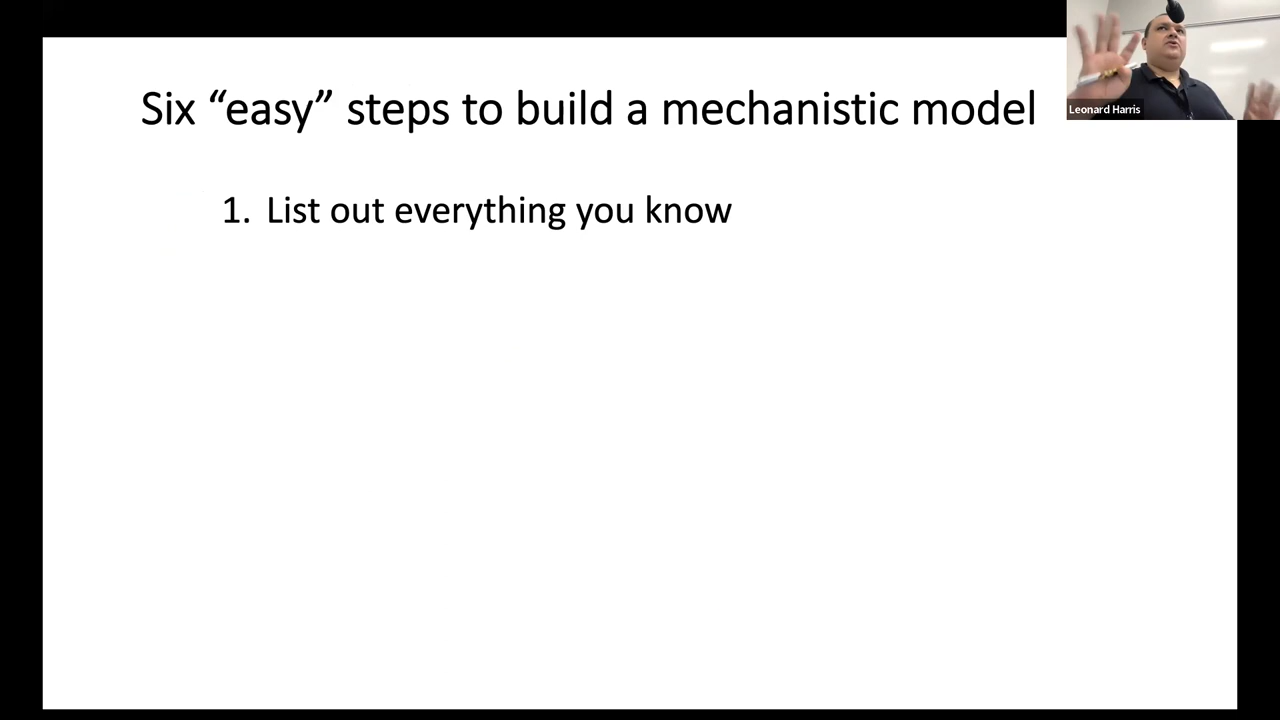 Six “easy” steps to build a mechanistic model
Leonard Harris
1. List out everything you know